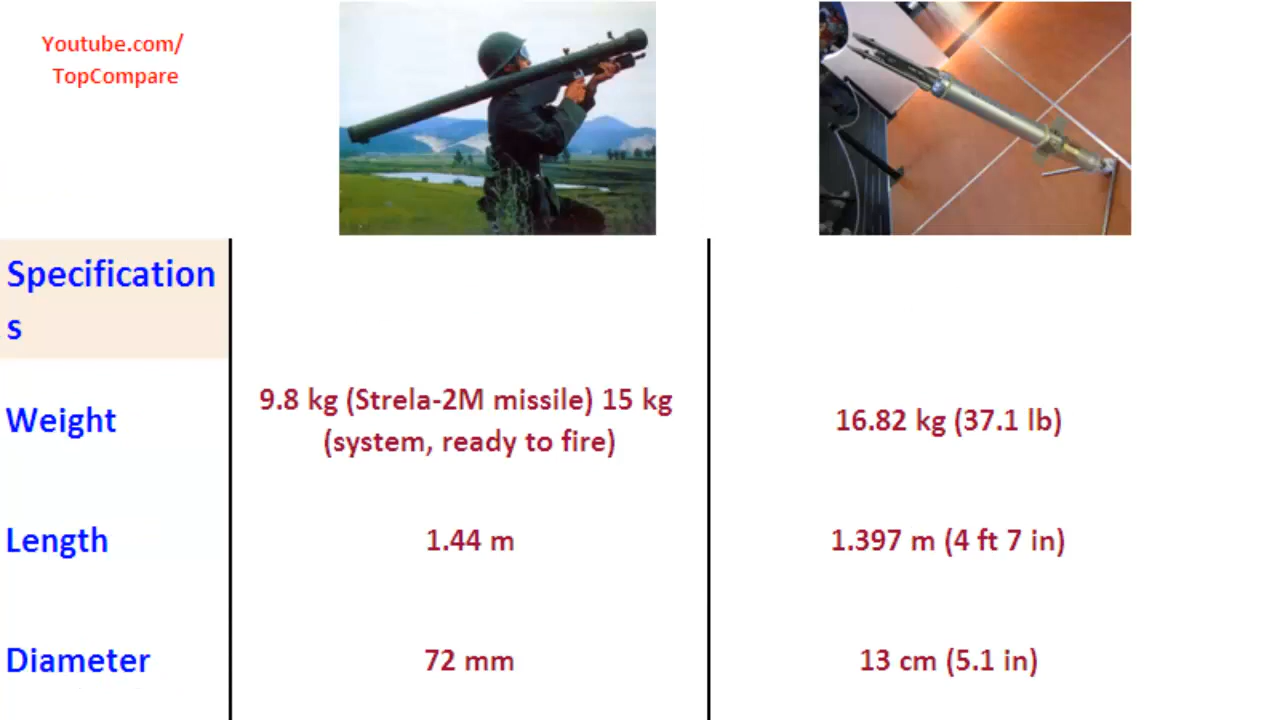 Youtube.com/
TopCompare
Specification
s
Weight
9.8 kg (Strela-2M missile) 15 kg
(system, ready to fire)
16.82 kg (37.1 lb)
Length
1.44 m
1.397 m (4 ft 7 in)
Diameter
72 mm
13 cm (5.1 in)